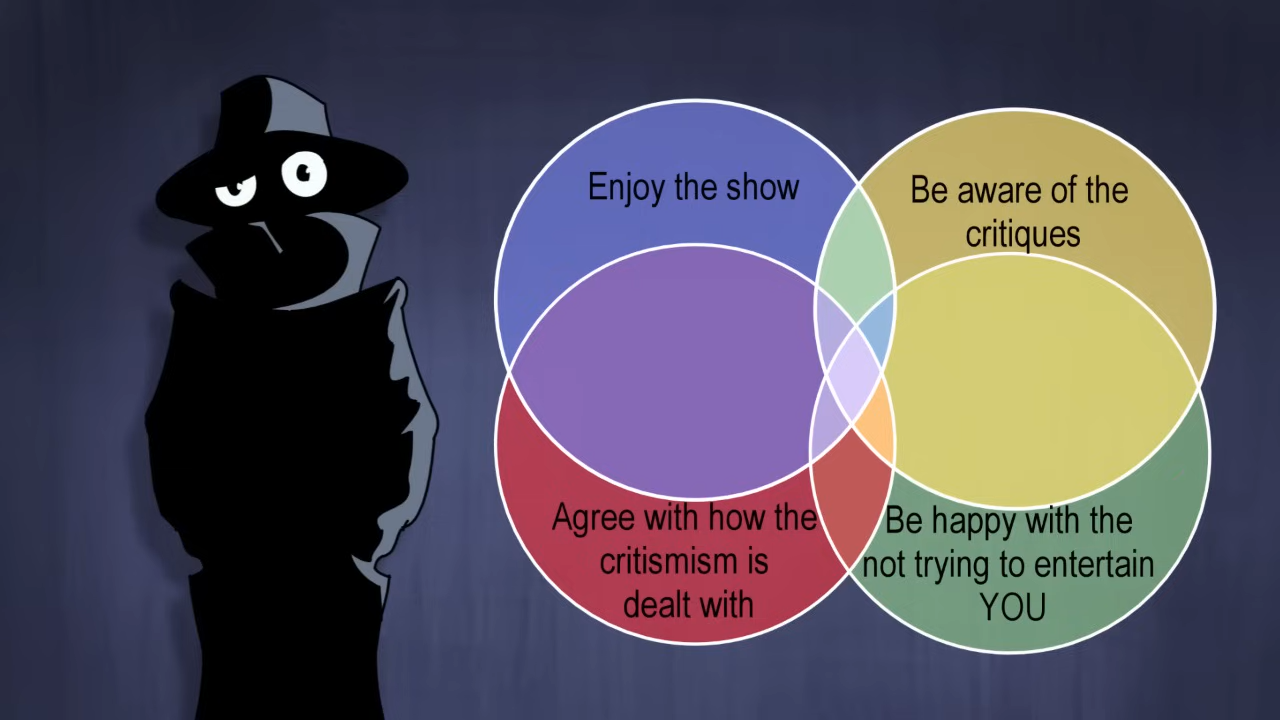 Enjoy the show
Be aware of the
critiques
Agree with how the
critismism is
dealt with
Be happy with the
not trying to entertain
YOU